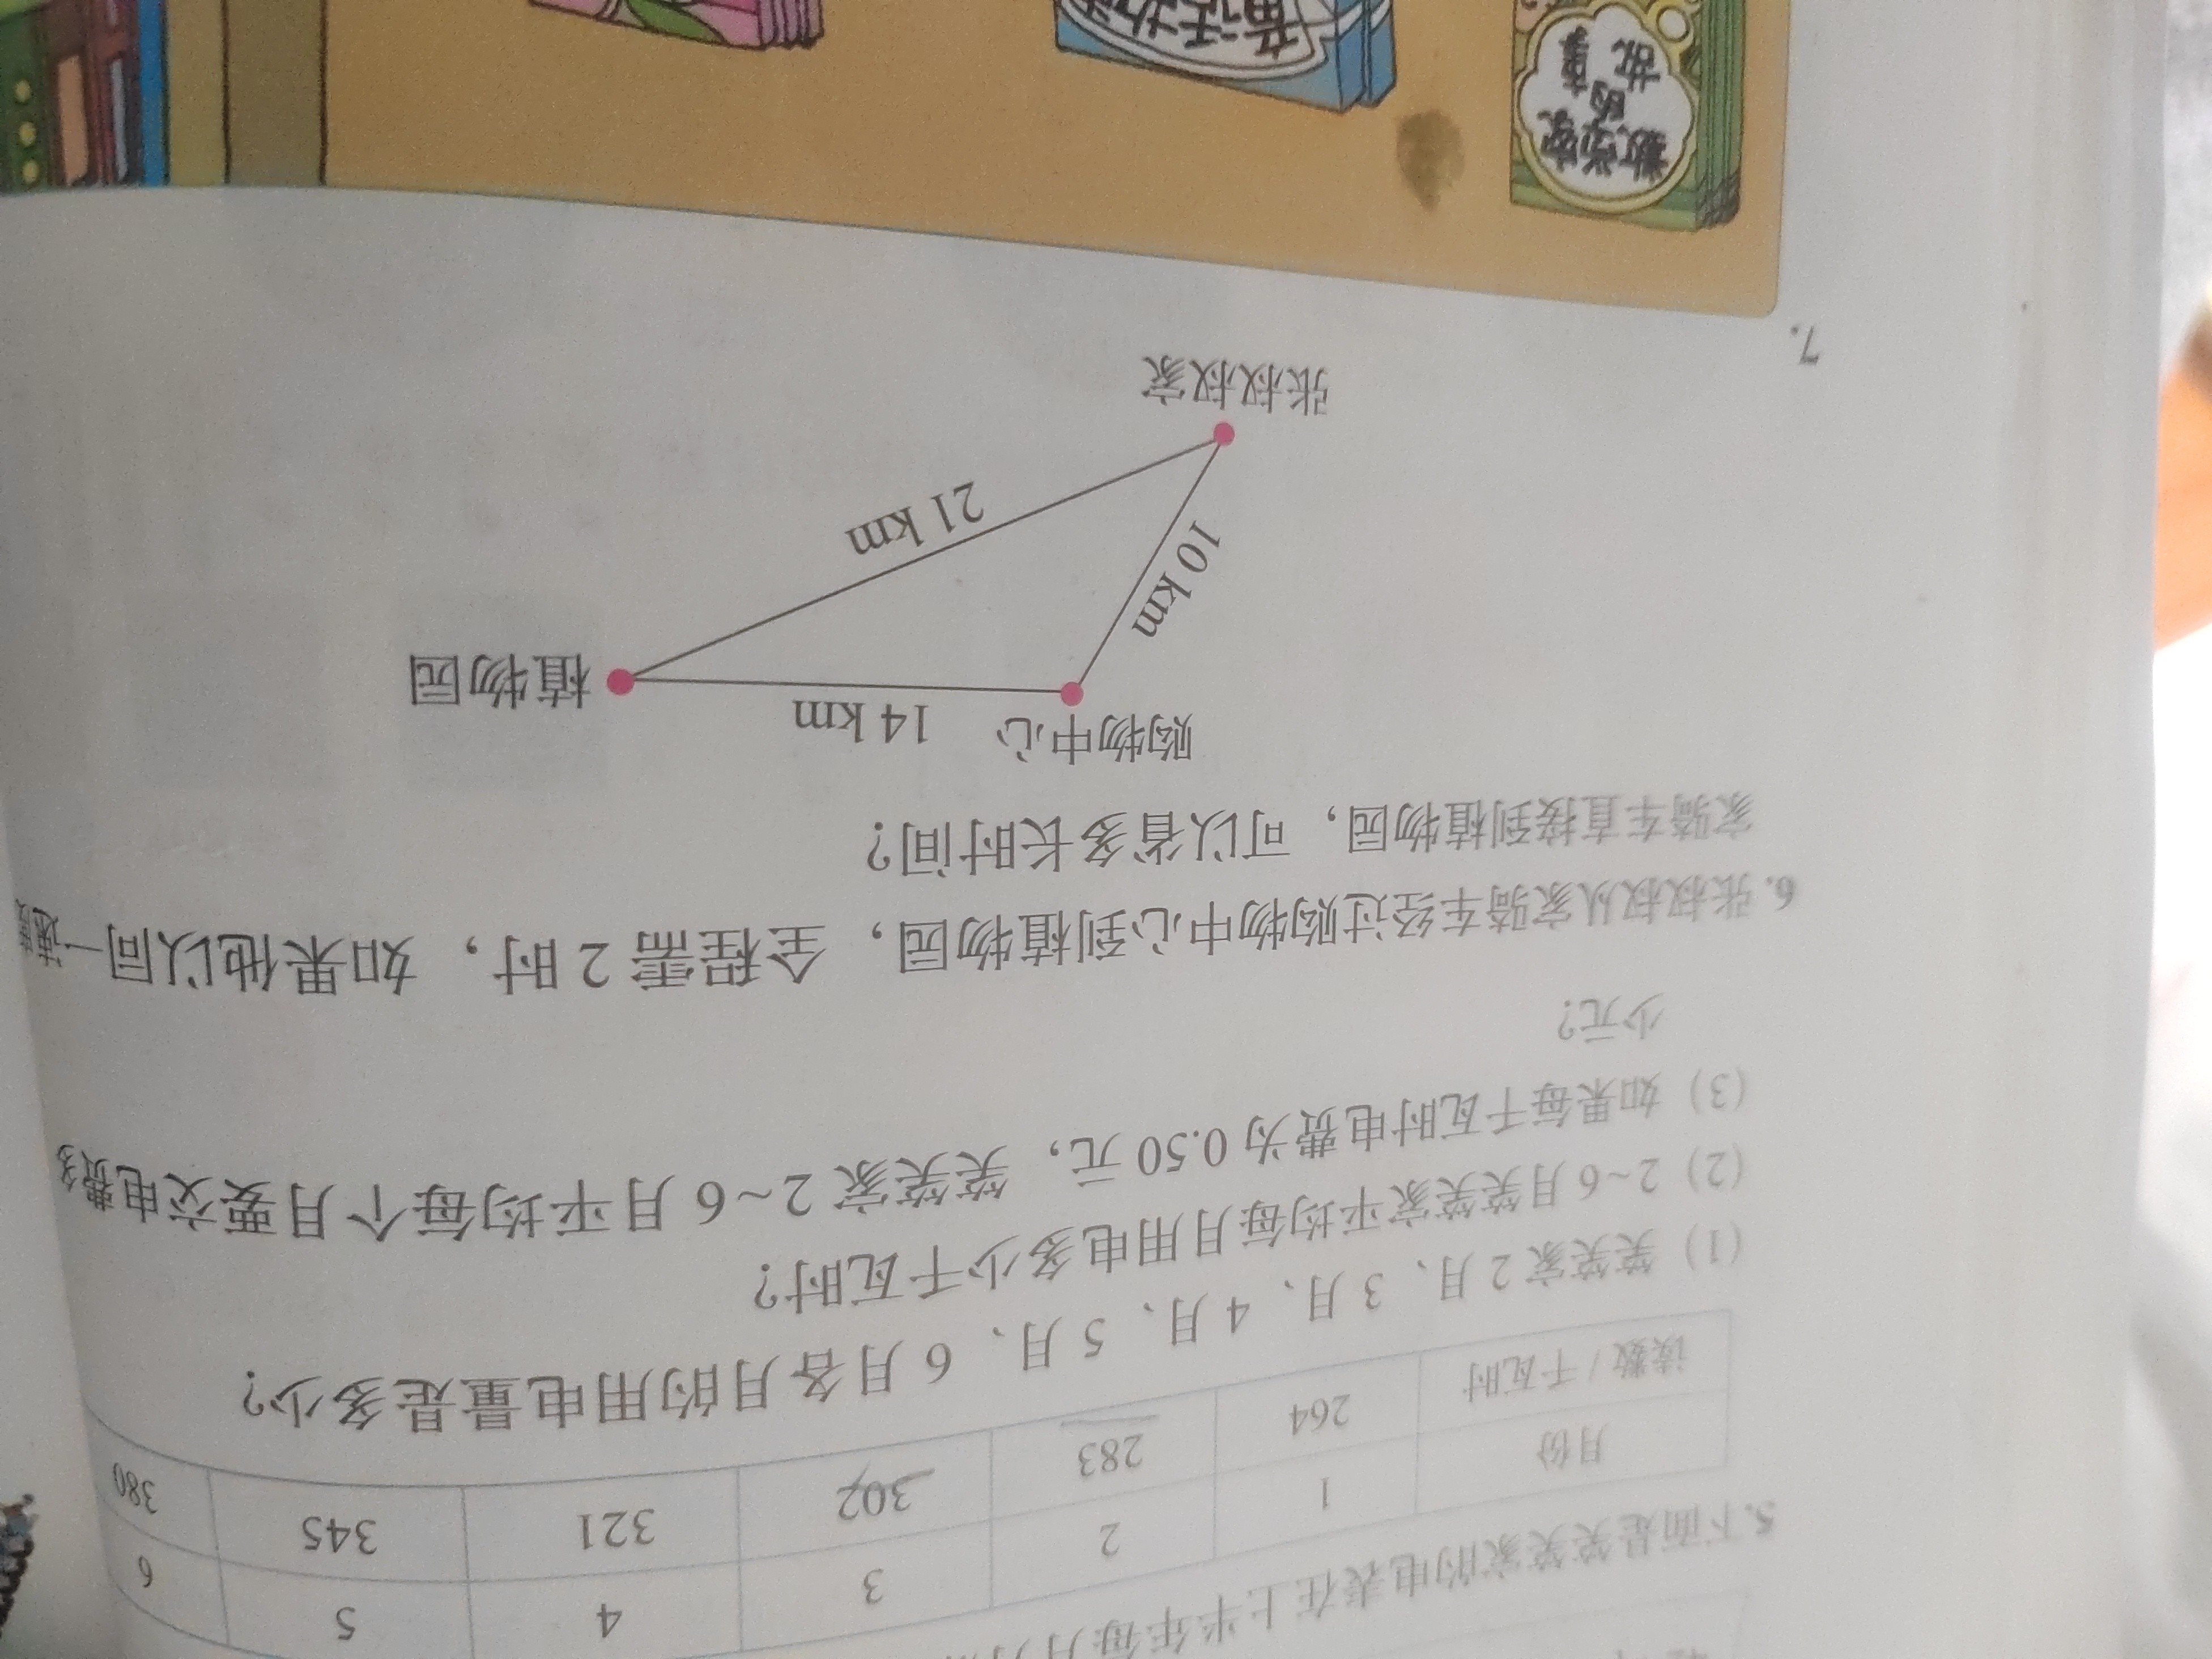 5.下面是笑笑家的电表在上半年每月月
月份 1 2 3 4 5 6
读数/千瓦时 264 283 302 321 345 380
(1) 笑笑家2月、3月、4月、5月、6月各月的用电量是多少?
(2) 2~6月笑笑家平均每月用电多少千瓦时?
(3) 如果每千瓦时电费为0.50元,笑笑家2~6月平均每个月要交电费多
少元?
6. 张叔叔从家骑车经过购物中心到植物园,全程需2时,如果他以同一速度
家骑车直接到植物园,可以省多长时间?
购物中心 14 km 植物园
10 km
21 km
张叔叔家
7.
数学家
的
故事
童话故